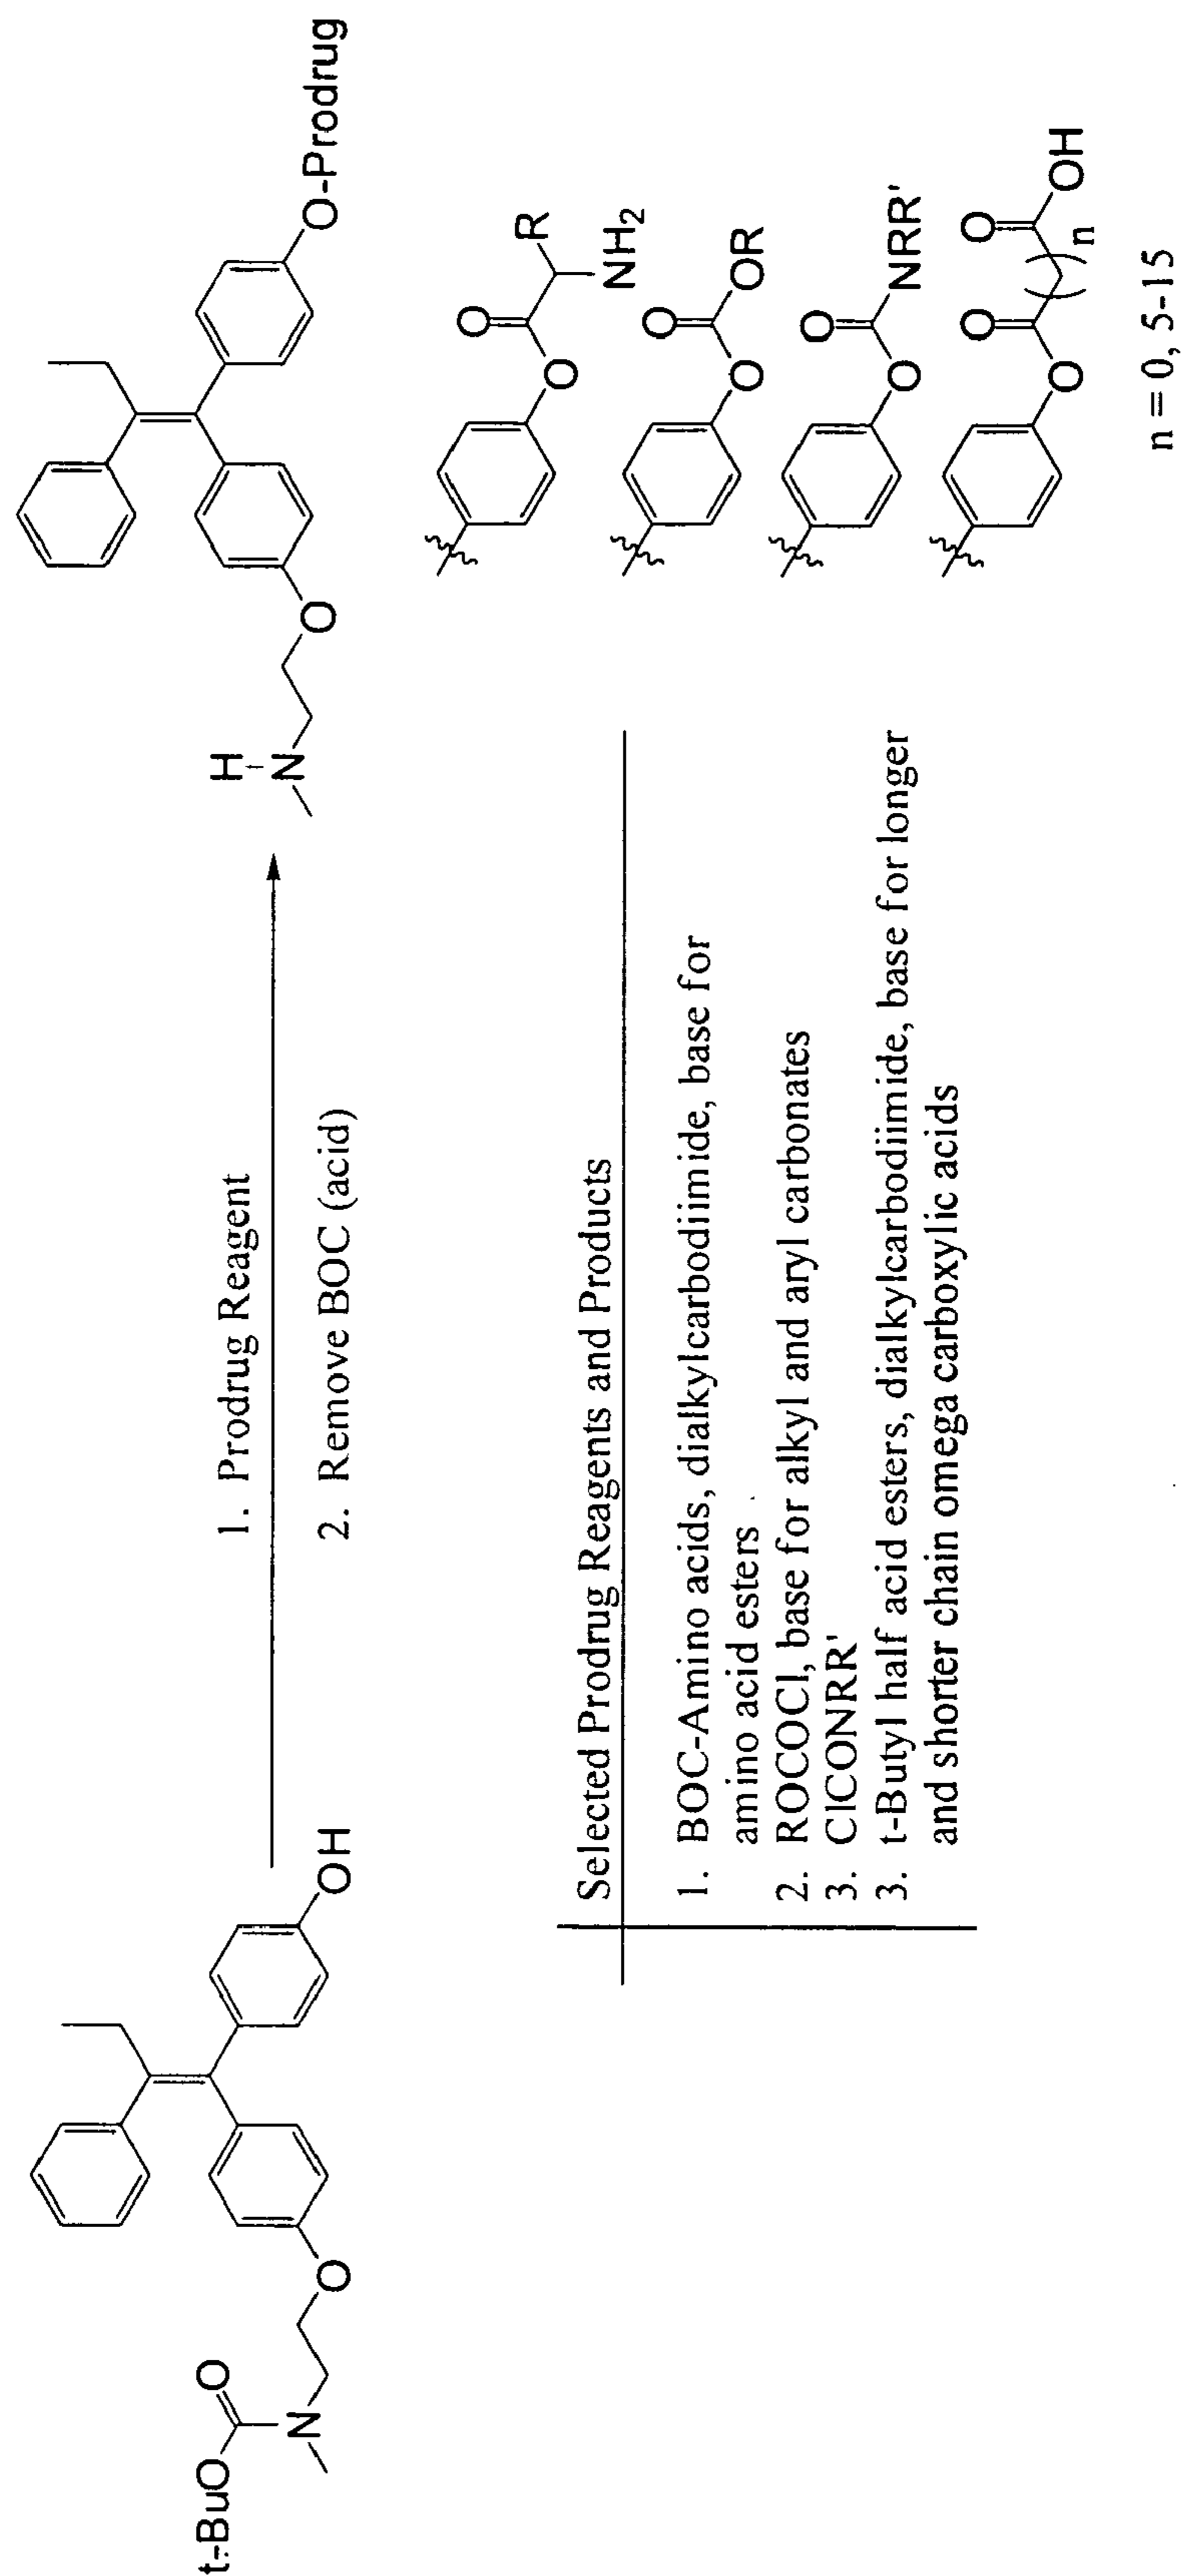 t-BuO
O
N
O
OH
1. Prodrug Reagent
2. Remove BOC (acid)
H
N
O
O-Prodrug
Selected Prodrug Reagents and Products
1. BOC-Amino acids, dialkylcarbodiimide, base for
amino acid esters
2. ROCOCl, base for alkyl and aryl carbonates
3. ClCONRR'
3. t-Butyl half acid esters, dialkylcarbodiimide, base for longer
and shorter chain omega carboxylic acids
O
R
O
NH2
O
O
OR
O
O
NRR'
O
O
O
OH
n
n = 0, 5-15